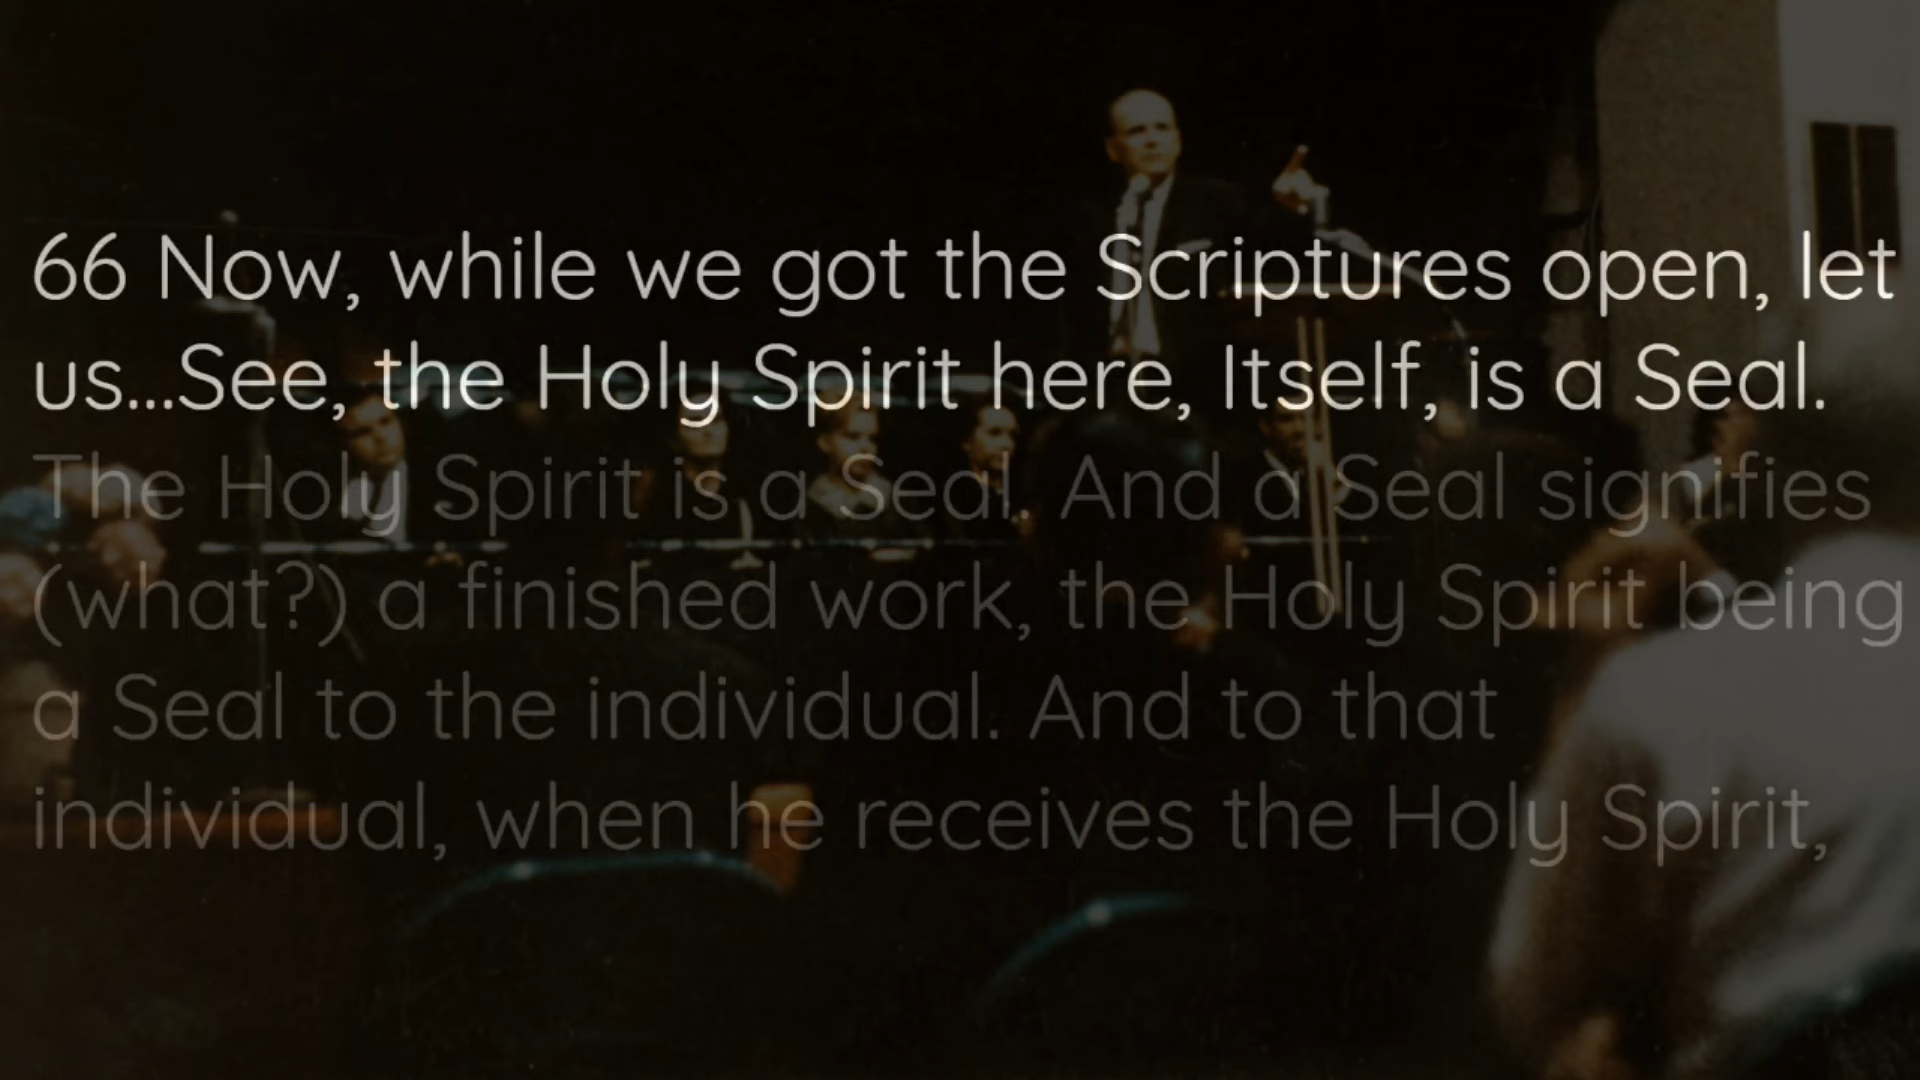 66 Now, while we got the Scriptures open, let
us...See, the Holy Spirit here, Itself, is a Seal.
The Holy Spirit is a Seal. And a Seal signifies
(what?) a finished work, the Holy Spirit being
a Seal to the individual. And to that
individual, when he receives the Holy Spirit,